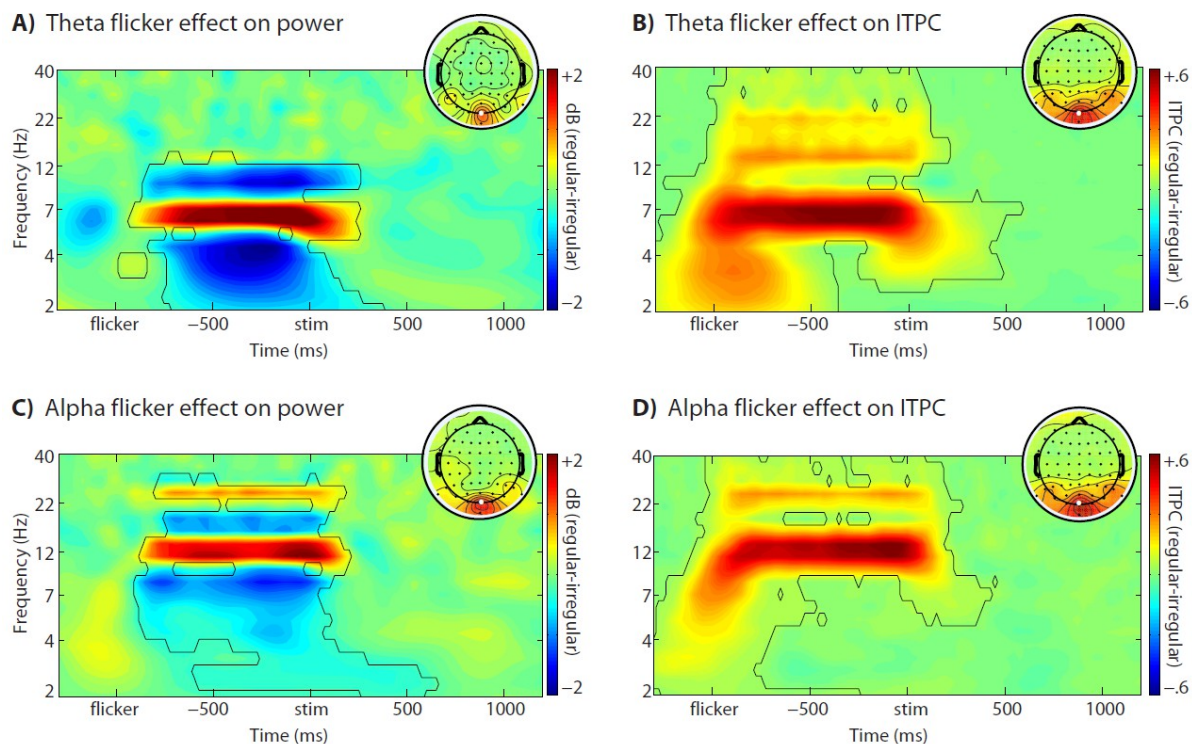 A) Theta flicker effect on power
B) Theta flicker effect on ITPC
40
22
12
7
4
2
Frequency (Hz)
flicker −500 stim 500 1000
Time (ms)
+2
dB (regular-irregular)
−2
40
22
12
7
4
2
Frequency (Hz)
flicker −500 stim 500 1000
Time (ms)
+.6
ITPC (regular-irregular)
−.6
C) Alpha flicker effect on power
D) Alpha flicker effect on ITPC
40
22
12
7
4
2
Frequency (Hz)
flicker −500 stim 500 1000
Time (ms)
+2
dB (regular-irregular)
−2
40
22
12
7
4
2
Frequency (Hz)
flicker −500 stim 500 1000
Time (ms)
+.6
ITPC (regular-irregular)
−.6